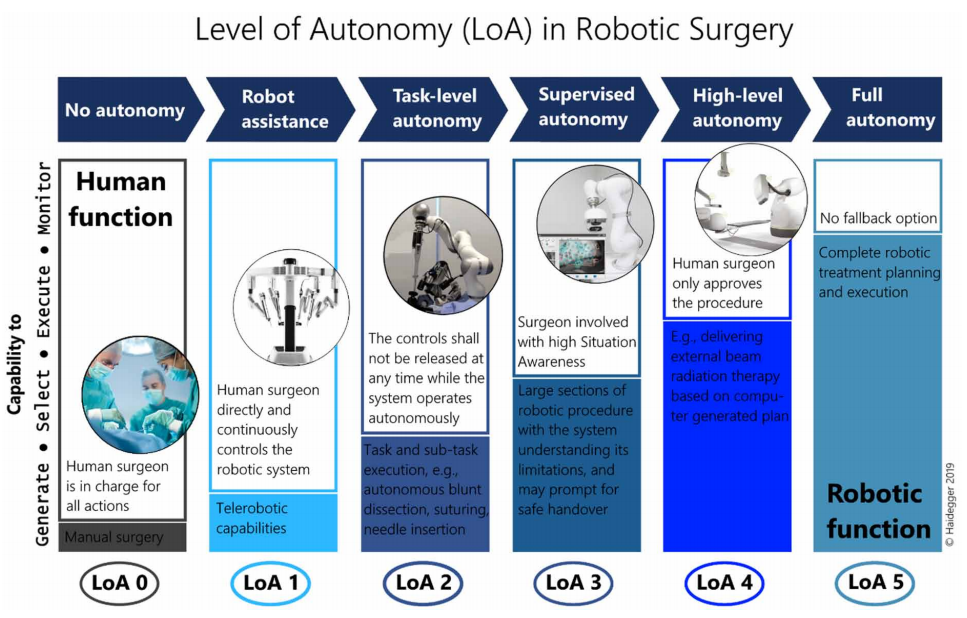 Level of Autonomy (LoA) in Robotic Surgery
No autonomy
Robot
assistance
Task-level
autonomy
Supervised
autonomy
High-level
autonomy
Full
autonomy
Capability to
Generate • Select • Execute • Monitor
Human
function
Human surgeon
is in charge for
all actions
Manual surgery
Human surgeon
directly and
continuously
controls the
robotic system
Telerobotic
capabilities
The controls shall
not be released at
any time while the
system operates
autonomously
Task and sub-task
execution, e.g.,
autonomous blunt
dissection, suturing,
needle insertion
Surgeon involved
with high Situation
Awareness
Large sections of
robotic procedure
with the system
understanding its
limitations, and
may prompt for
safe handover
Human surgeon
only approves
the procedure
E.g., delivering
external beam
radiation therapy
based on compu-
ter generated plan
No fallback option
Complete robotic
treatment planning
and execution
Robotic
function
© Haidegger 2019
LoA 0
LoA 1
LoA 2
LoA 3
LoA 4
LoA 5